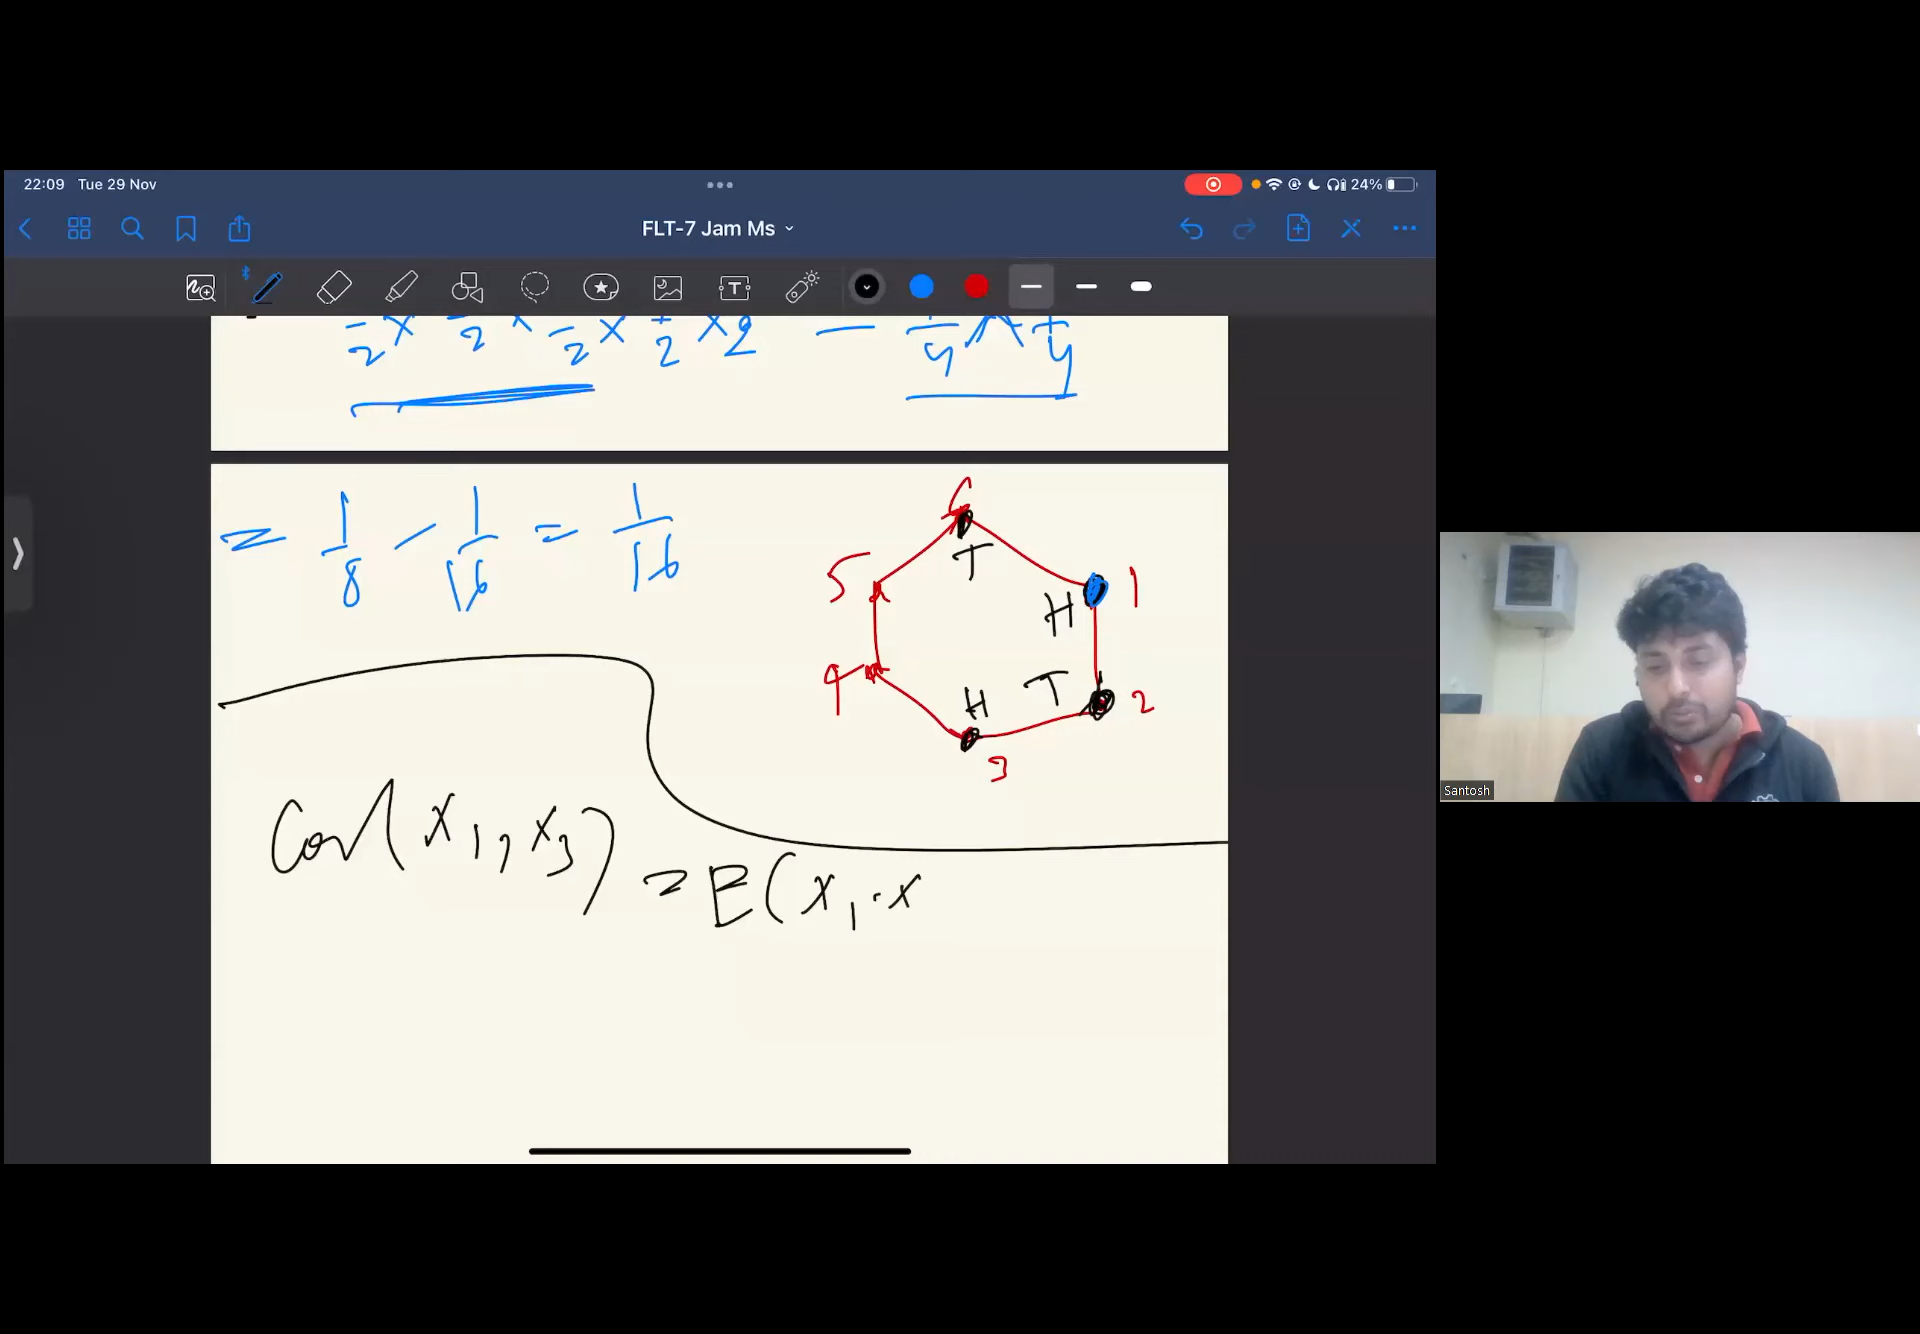 22:09 Tue 29 Nov
24%
FLT-7 Jam Ms
T
= 1/8 - 1/16 = 1/16
6
T
5
H 1
4
H T 2
3
Cov(X₁, X₃) = E(X₁ · X
Santosh